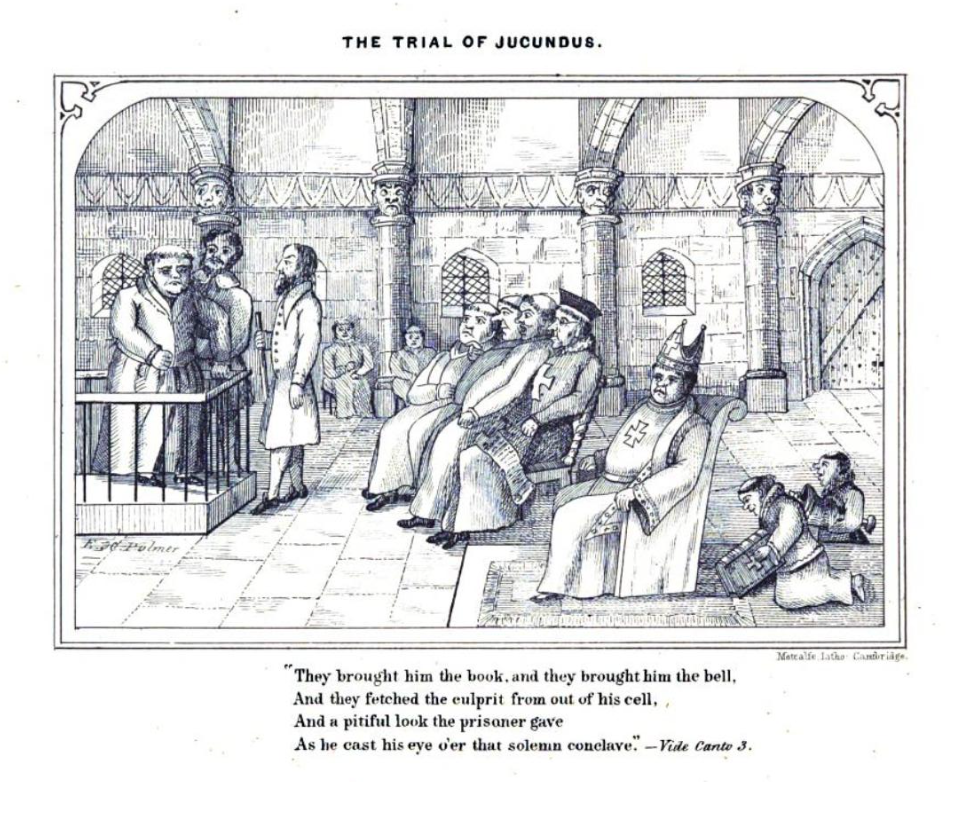 THE TRIAL OF JUCUNDUS.
Palmer
Metcalfe Litho Cambridge.
"They brought him the book, and they brought him the bell,
And they fetched the culprit from out of his cell,
And a pitiful look the prisoner gave
As he cast his eye o'er that solemn conclave." — Vide Canto 3.